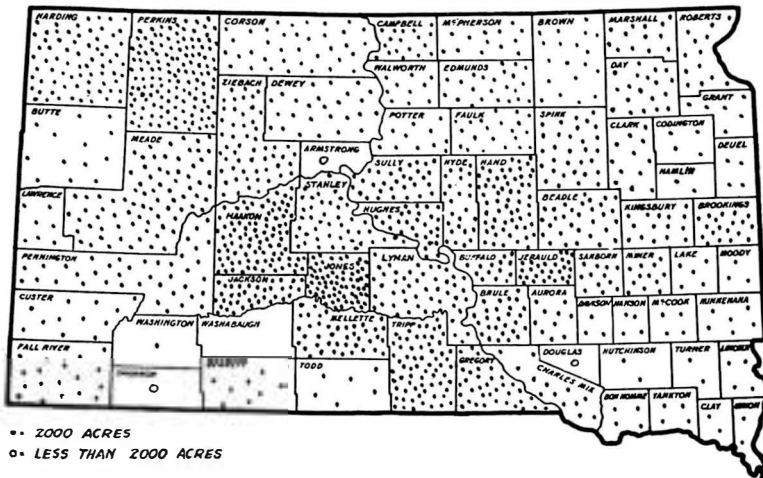 HARDING
PERKINS
CORSON
CAMPBELL
McPHERSON
BROWN
MARSHALL
ROBERTS
WALWORTH
EDMUNDS
DAY
ZIEBACH
DEWEY
GRANT
BUTTE
POTTER
FAULK
SPINK
CLARK
CODINGTON
MEADE
ARMSTRONG
DEUEL
SULLY
HYDE
HAND
HAMLIN
STANLEY
LAWRENCE
HUGHES
BEADLE
KINGSBURY
BROOKINGS
HAAKON
PENNINGTON
LYMAN
BUFFALO
JERAULD
SANBORN
MINER
LAKE
MOODY
JONES
JACKSON
CUSTER
BRULE
AURORA
HANSON
McCOOK
MINNEHAHA
WASHINGTON
WASHABAUGH
MELLETTE
TRIPP
FALL RIVER
DOUGLAS
HUTCHINSON
TURNER
LINCOLN
TODD
GREGORY
CHARLES MIX
BON HOMME
YANKTON
CLAY
UNION
•- 2000 ACRES
o- LESS THAN 2000 ACRES